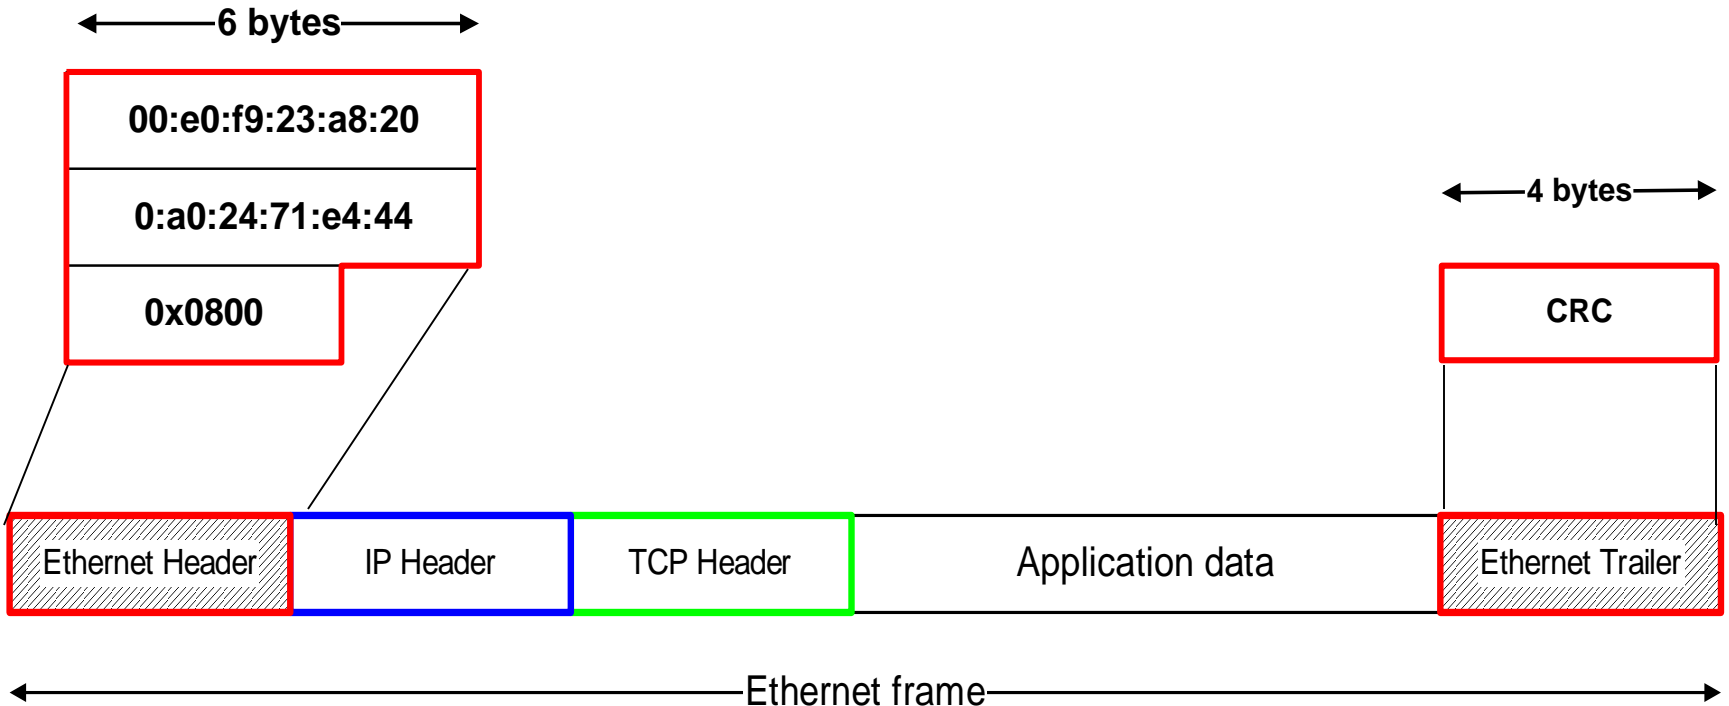 6 bytes
00:e0:f9:23:a8:20
0:a0:24:71:e4:44
4 bytes
0x0800
CRC
Ethernet Header
IP Header
TCP Header
Application data
Ethernet Trailer
Ethernet frame